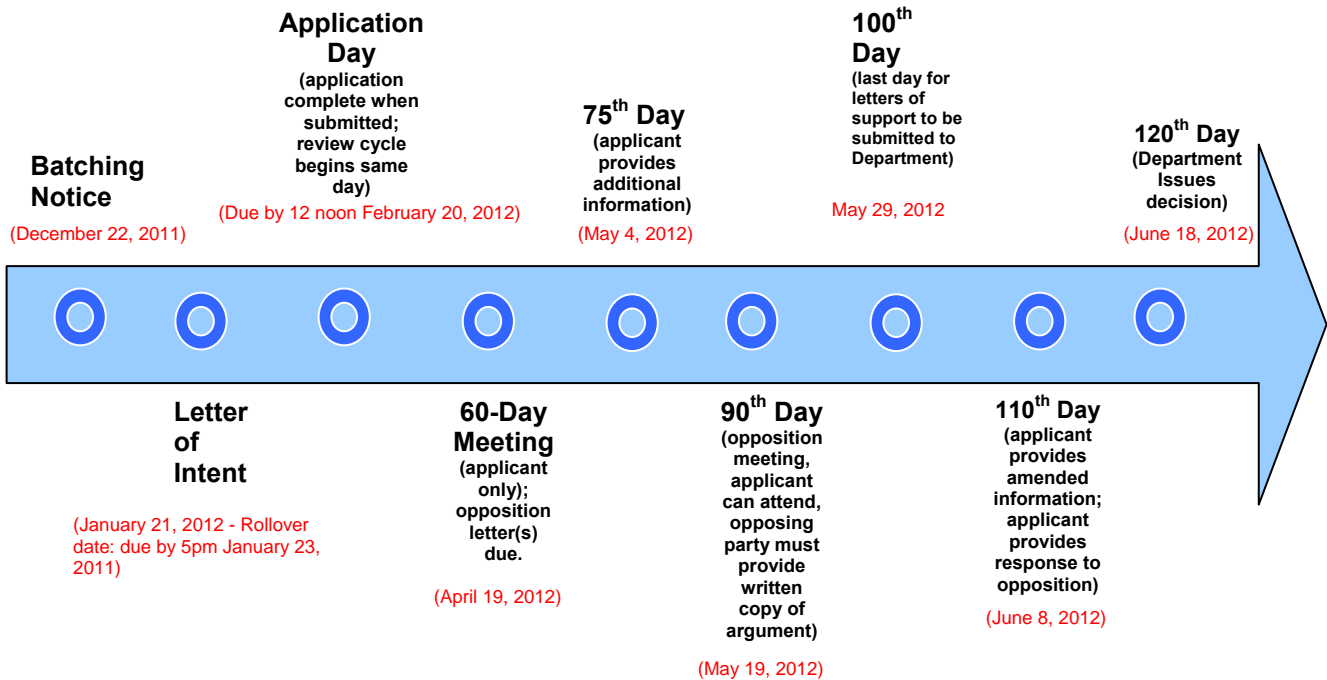 Batching
Notice
(December 22, 2011)
Letter
of
Intent
(January 21, 2012 - Rollover
date: due by 5pm January 23,
2011)
Application
Day
(application
complete when
submitted;
review cycle
begins same
day)
(Due by 12 noon February 20, 2012)
60-Day
Meeting
(applicant
only);
opposition
letter(s)
due.
(April 19, 2012)
75th Day
(applicant
provides
additional
information)
(May 4, 2012)
90th Day
(opposition
meeting,
applicant
can attend,
opposing
party must
provide
written
copy of
argument)
(May 19, 2012)
100th
Day
(last day for
letters of
support to be
submitted to
Department)
May 29, 2012
110th Day
(applicant
provides
amended
information;
applicant
provides
response to
opposition)
(June 8, 2012)
120th Day
(Department
Issues
decision)
(June 18, 2012)